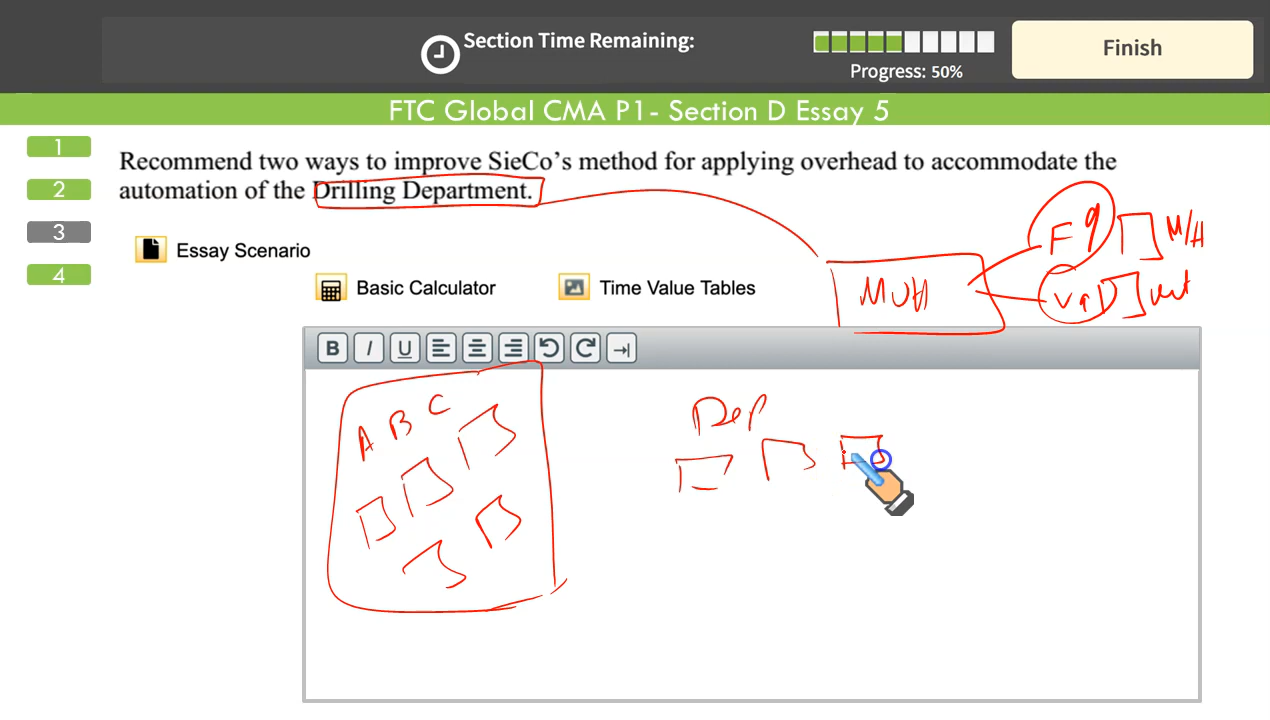 Section Time Remaining:
Progress: 50%
Finish
FTC Global CMA P1- Section D Essay 5
1
2
3
4
Recommend two ways to improve SieCo's method for applying overhead to accommodate the
automation of the Drilling Department.
Essay Scenario
Basic Calculator
Time Value Tables
M/H
MOH
B I U
A B C
Dep